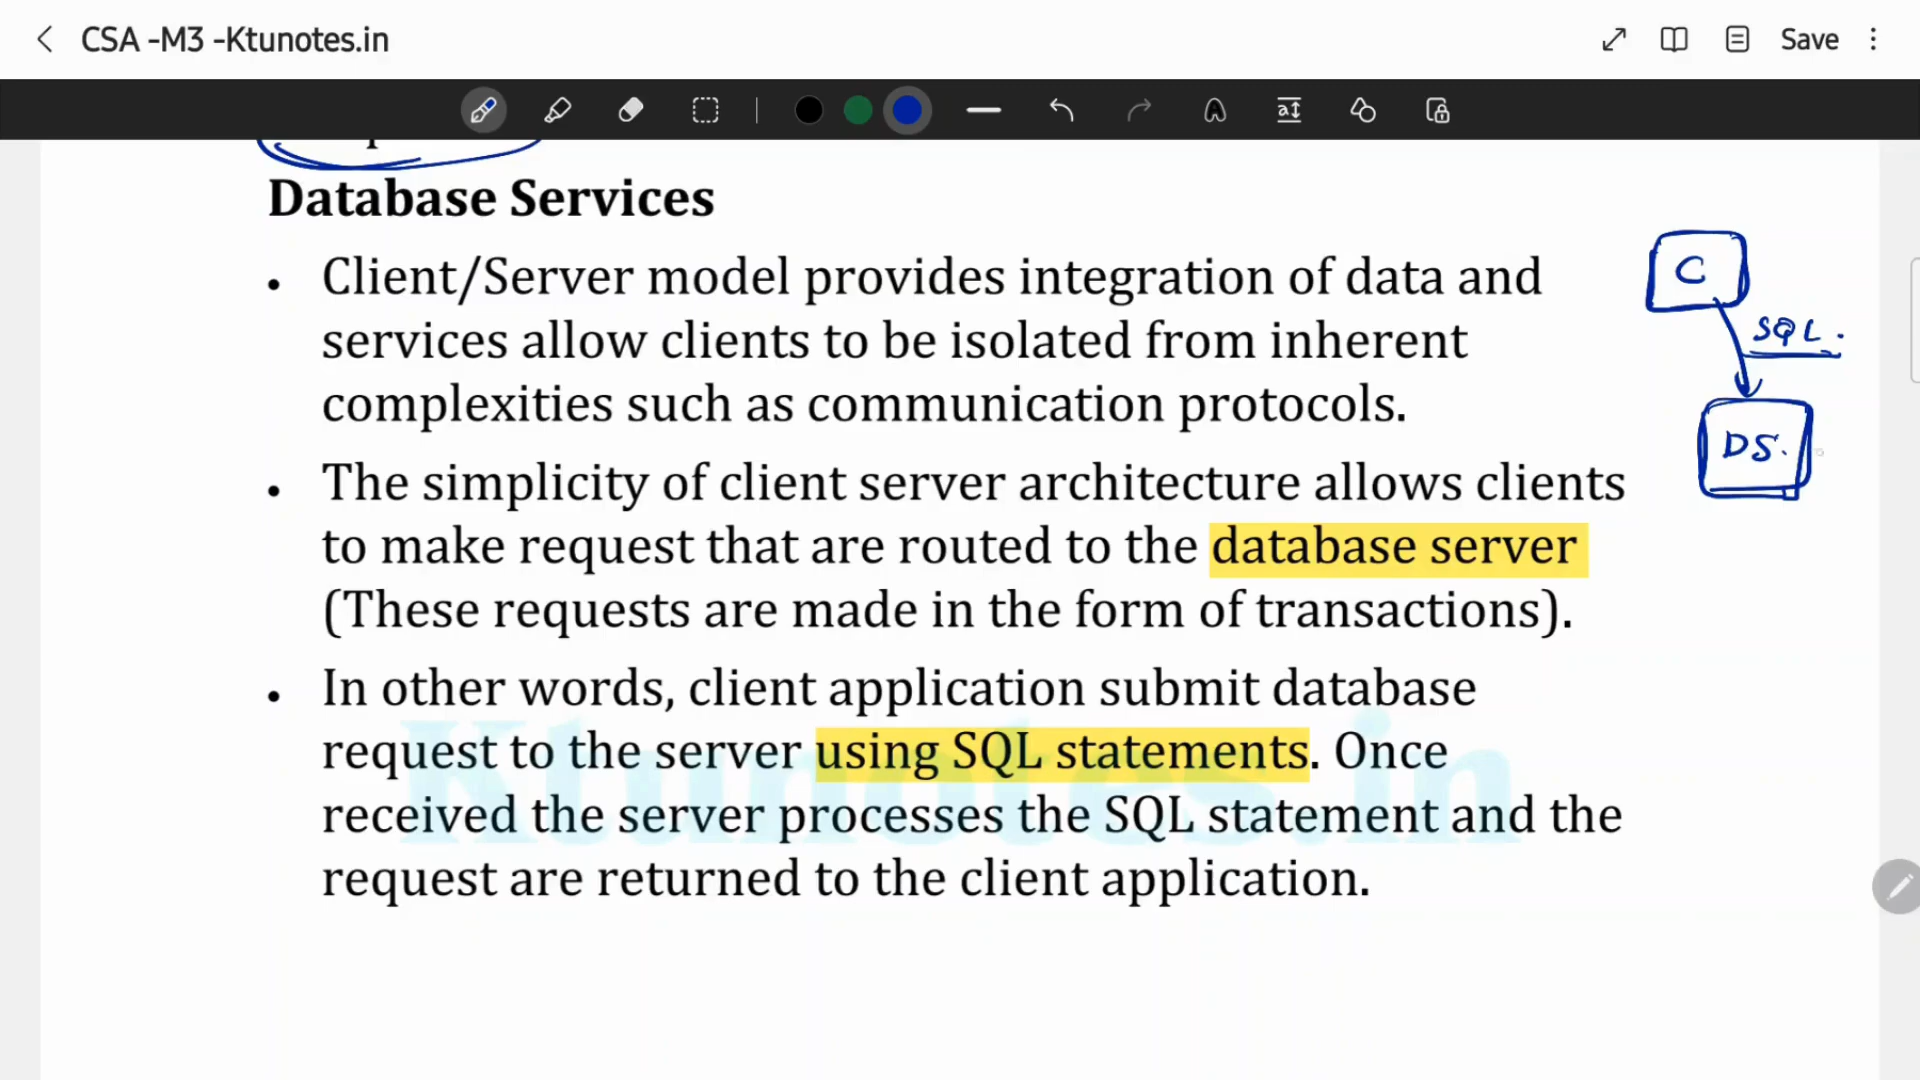 CSA -M3 -Ktunotes.in
Save
Database Services
• Client/Server model provides integration of data and
services allow clients to be isolated from inherent
complexities such as communication protocols.
• The simplicity of client server architecture allows clients
to make request that are routed to the database server
(These requests are made in the form of transactions).
• In other words, client application submit database
request to the server using SQL statements. Once
received the server processes the SQL statement and the
request are returned to the client application.
Ktunotes.in
C
SQL.
DS.